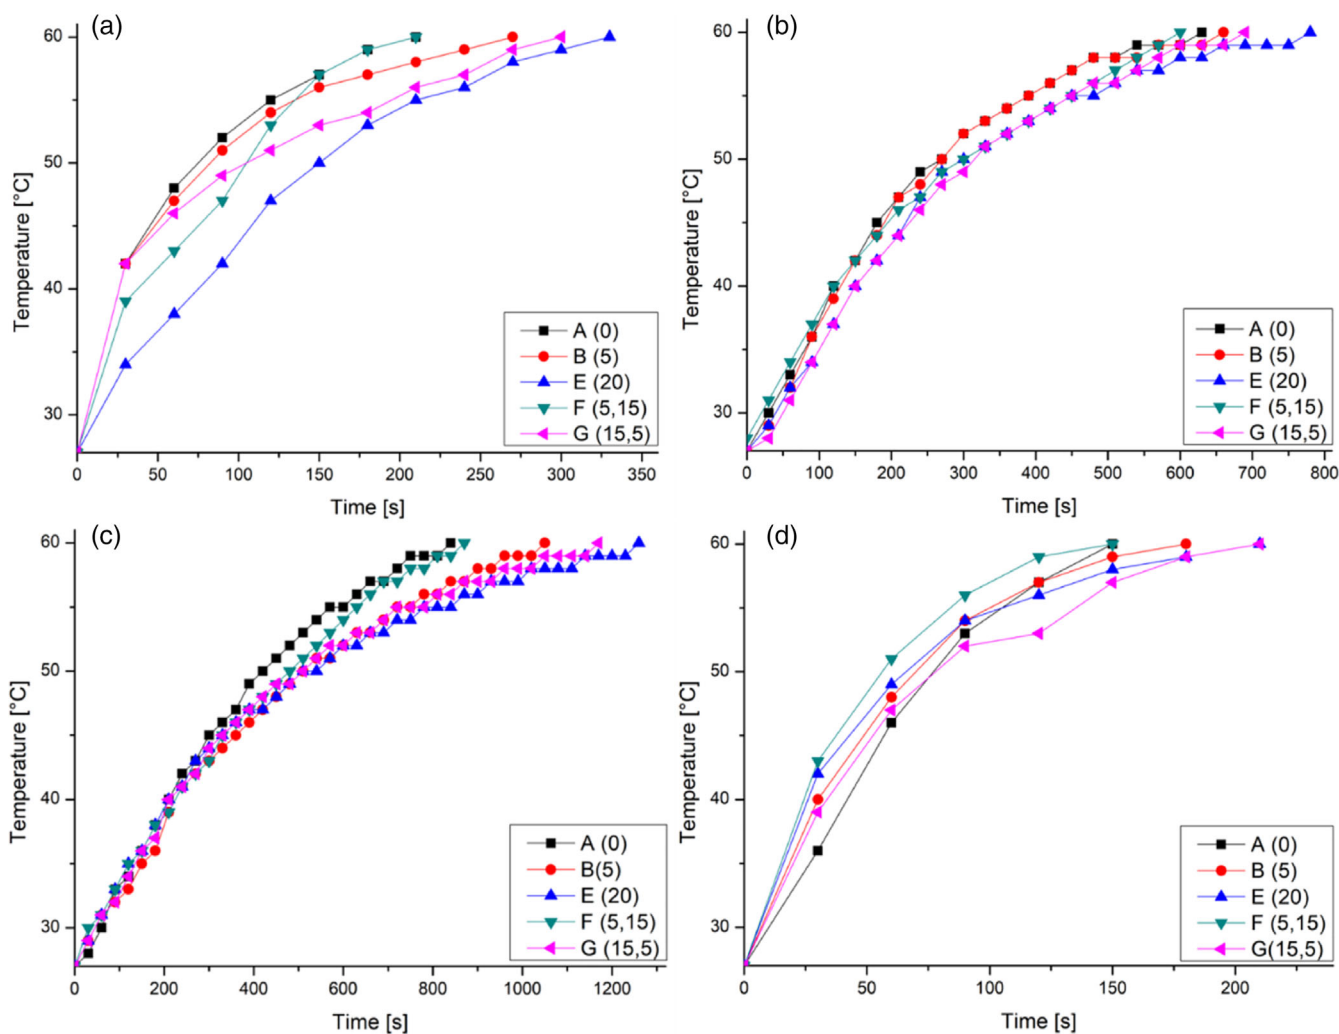 (a)
60
50
40
30
Temperature [°C]
0 50 100 150 200 250 300 350
Time [s]
A (0)
B (5)
E (20)
F (5,15)
G (15,5)
(b)
60
50
40
30
Temperature [°C]
0 100 200 300 400 500 600 700 800
Time [s]
A (0)
B (5)
E (20)
F (5,15)
G (15,5)
(c)
60
50
40
30
Temperature [°C]
0 200 400 600 800 1000 1200
Time [s]
A (0)
B(5)
E (20)
F (5,15)
G (15,5)
(d)
60
50
40
30
Temperature [°C]
0 50 100 150 200
Time [s]
A (0)
B (5)
E (20)
F (5,15)
G(15,5)